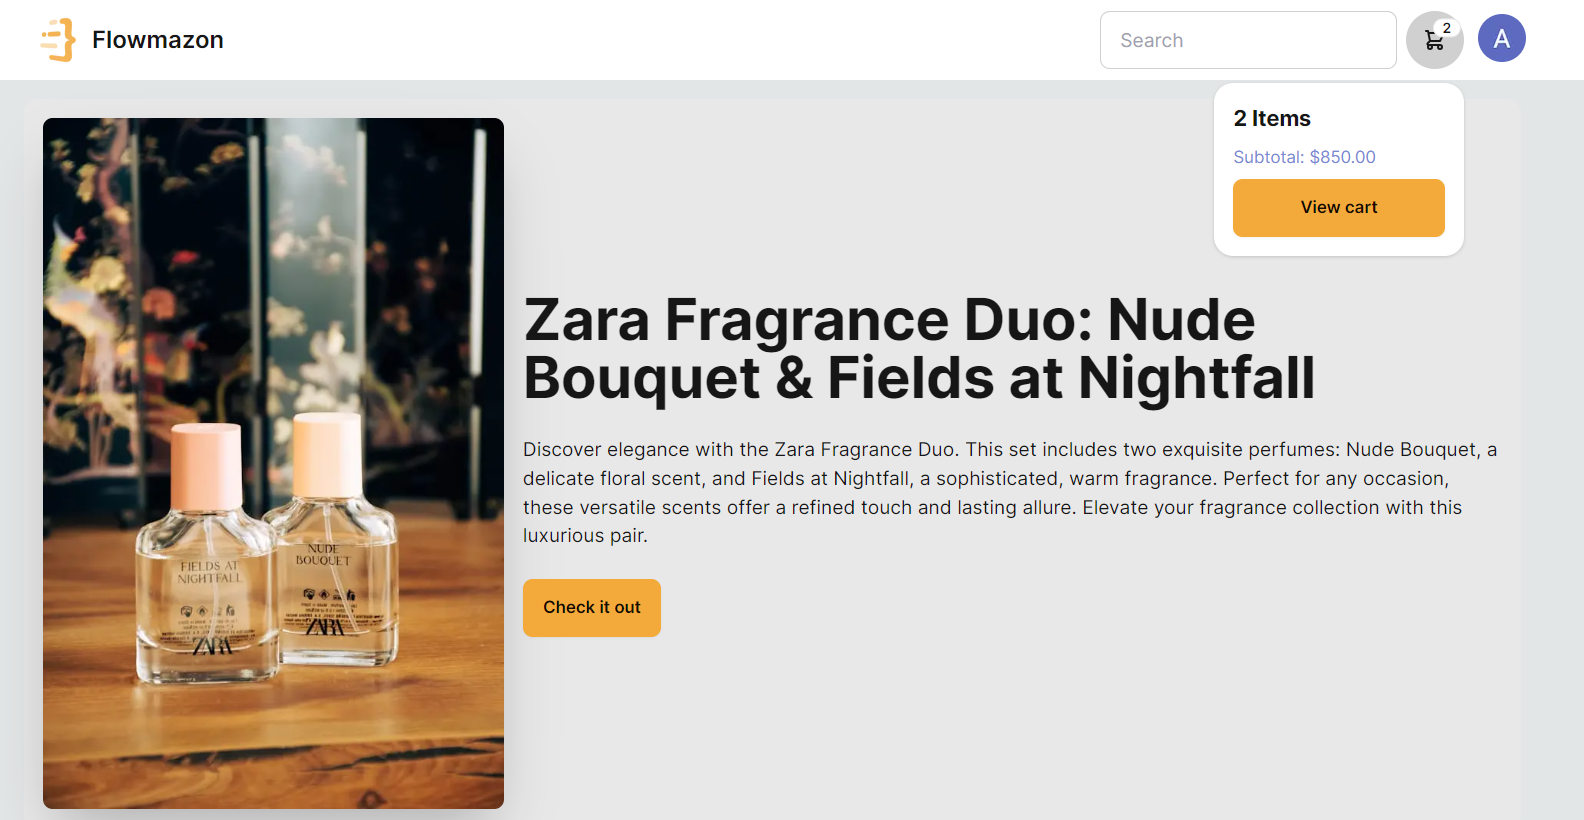 Flowmazon
Search
2
A
2 Items
Subtotal: $850.00
View cart
Zara Fragrance Duo: Nude
Bouquet & Fields at Nightfall
Discover elegance with the Zara Fragrance Duo. This set includes two exquisite perfumes: Nude Bouquet, a
delicate floral scent, and Fields at Nightfall, a sophisticated, warm fragrance. Perfect for any occasion,
these versatile scents offer a refined touch and lasting allure. Elevate your fragrance collection with this
luxurious pair.
Check it out
FIELDS AT
NIGHTFALL
ZARA
NUDE
BOUQUET
ZARA